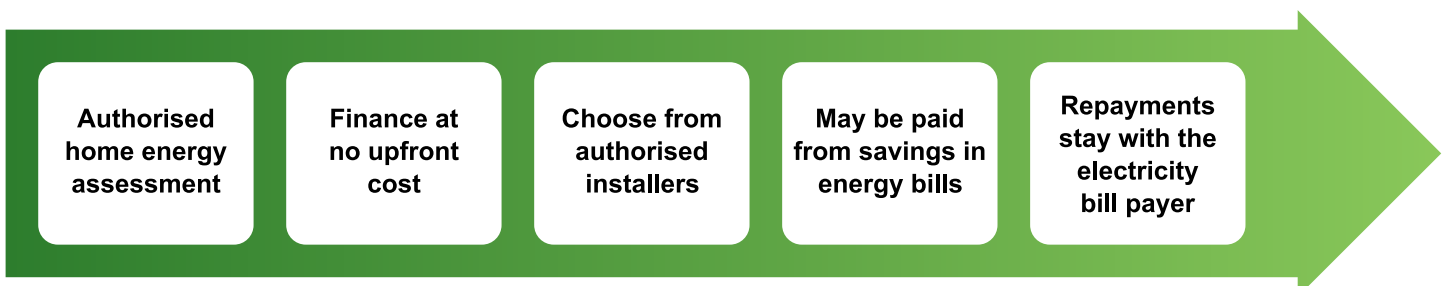 Authorised
home energy
assessment
Finance at
no upfront
cost
Choose from
authorised
installers
May be paid
from savings in
energy bills
Repayments
stay with the
electricity
bill payer